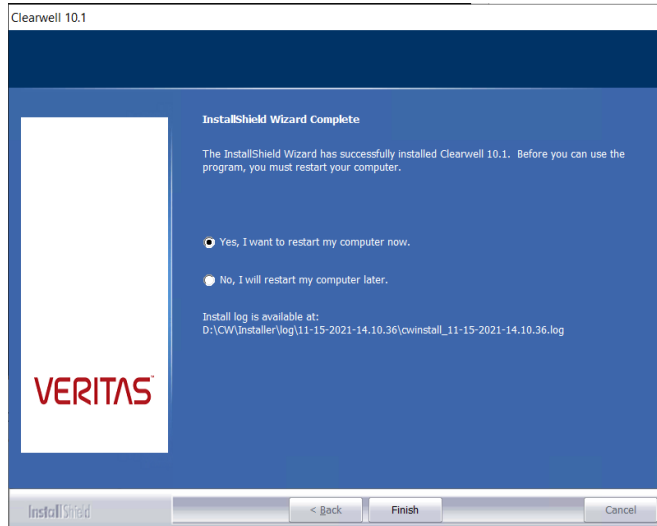 Clearwell 10.1
InstallShield Wizard Complete
The InstallShield Wizard has successfully installed Clearwell 10.1.  Before you can use the
program, you must restart your computer.
Yes, I want to restart my computer now.
No, I will restart my computer later.
Install log is available at:
D:\CW\Installer\log\11-15-2021-14.10.36\cwinstall_11-15-2021-14.10.36.log
VERITAS™
InstallShield
< Back
Finish
Cancel